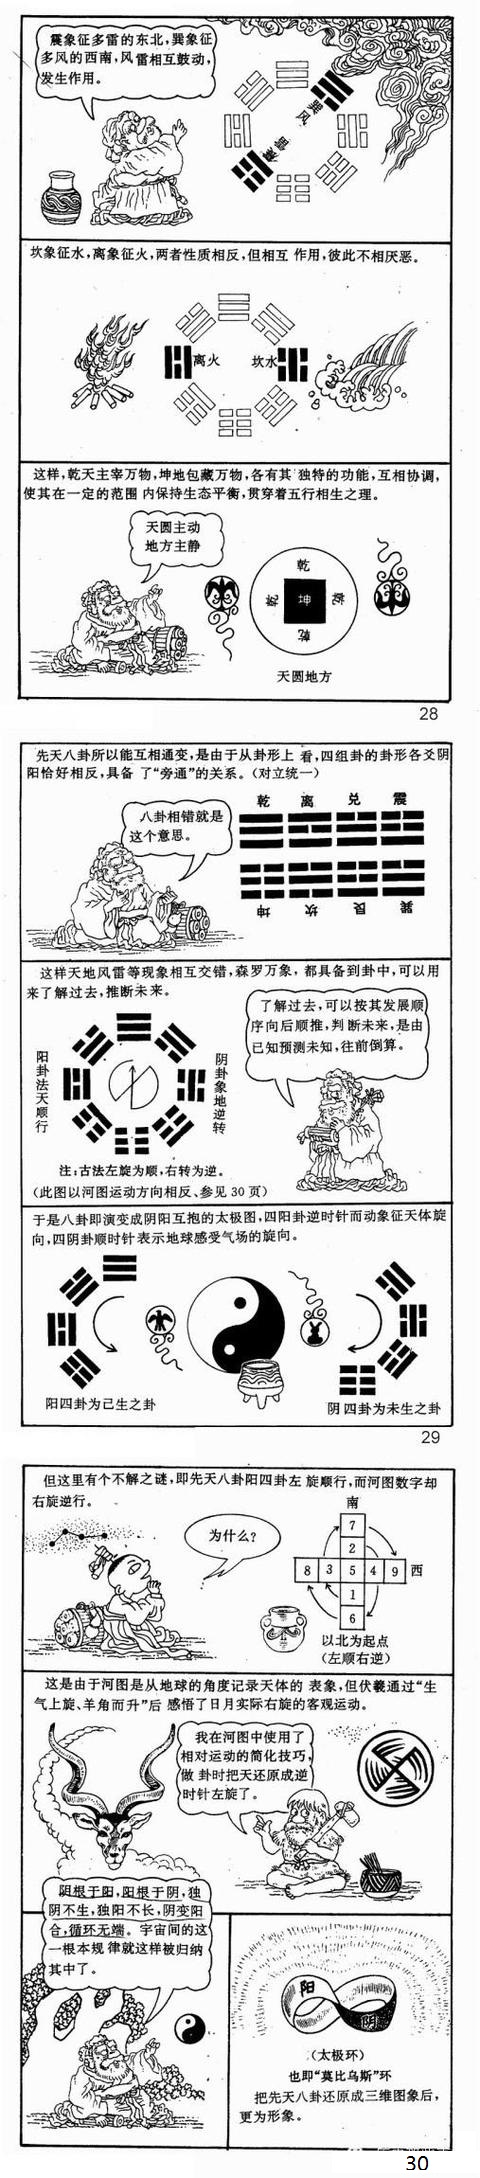 震象征多雷的东北，巽象征
多风的西南，风雷相互鼓动，
发生作用。
巽风
震雷
坎象征水，离象征火，两者性质相反，但相互 作用，彼此不相厌恶。
离火
坎水
这样，乾天主宰万物，坤地包藏万物，各有其 独特的功能，互相协调，
使其在一定的范围 内保持生态平衡，贯穿着五行相生之理。
天圆主动
地方主静
乾
乾
坤
乾
乾
天圆地方
28
先天八卦所以能互相通变，是由于从卦形上 看，四组卦的卦形各爻阴
阳恰好相反，具备 了“旁通”的关系。（对立统一）
八卦相错就是
这个意思。
乾 离 兑 震
坤 坎 艮 巽
这样天地风雷等现象相互交错，森罗万象， 都具备到卦中，可以用
来了解过去，推断未来。
了解过去，可以按其发展顺
序向后顺推，判断未来，是由
已知预测未知，往前倒算。
阳卦法天顺行
阴卦象地逆转
注：古法左旋为顺，右转为逆。
（此图以河图运动方向相反、参见 30 页）
于是八卦即演变成阴阳互抱的太极图，四阳卦逆时针而动象征天体旋
向，四阴卦顺时针表示地球感受气场的旋向。
阳四卦为已生之卦
阴四卦为未生之卦
29
但这里有个不解之谜，即先天八卦阳四卦左 旋顺行，而河图数字却
右旋逆行。
为什么？
南
7
2
8 3 5 4 9 西
1
6
以北为起点
（左顺右逆）
这是由于河图是从地球的角度记录天体的 表象，但伏羲通过“生
气上旋、羊角而升”后 感悟了日月实际右旋的客观运动。
我在河图中使用了
相对运动的简化技巧，
做 卦时把天还原成逆
时针左旋了。
阴根于阳，阳根于阴，独
阴不生，独阳不长，阴变阳
合，循环无端。宇宙间的这
一根本规 律就这样被归纳
其中了。
阳
阴
（太极环）
也即“莫比乌斯”环
把先天八卦还原成三维图象后，
更为形象。
30